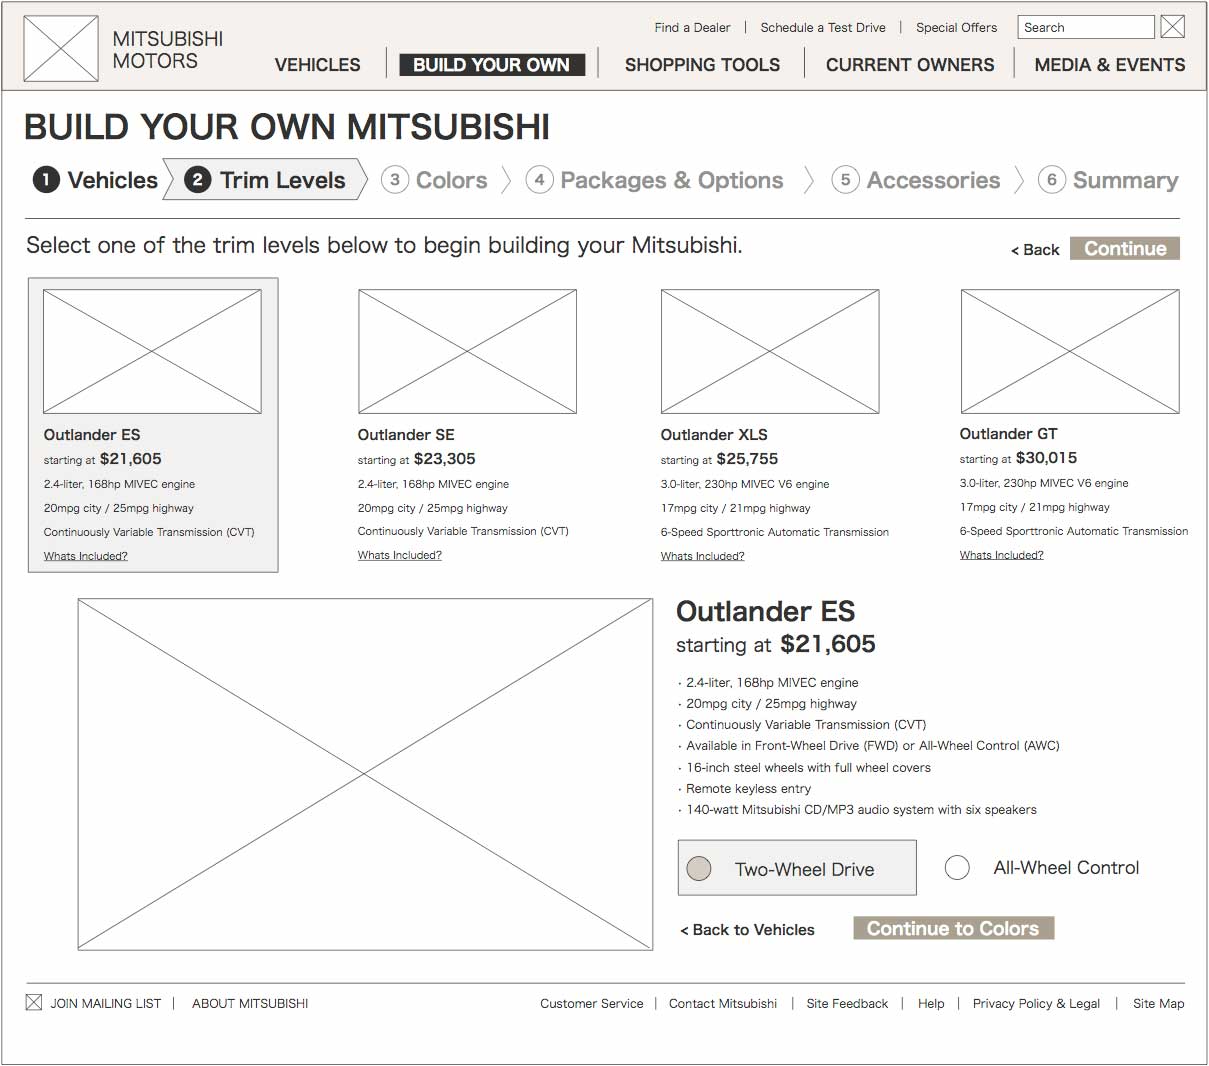 MITSUBISHI
MOTORS
Find a Dealer | Schedule a Test Drive | Special Offers
Search
VEHICLES | BUILD YOUR OWN | SHOPPING TOOLS | CURRENT OWNERS | MEDIA & EVENTS
BUILD YOUR OWN MITSUBISHI
1 Vehicles 2 Trim Levels 3 Colors 4 Packages & Options 5 Accessories 6 Summary
Select one of the trim levels below to begin building your Mitsubishi.
< Back Continue
Outlander ES
starting at $21,605
2.4-liter, 168hp MIVEC engine
20mpg city / 25mpg highway
Continuously Variable Transmission (CVT)
Whats Included?
Outlander SE
starting at $23,305
2.4-liter, 168hp MIVEC engine
20mpg city / 25mpg highway
Continuously Variable Transmission (CVT)
Whats Included?
Outlander XLS
starting at $25,755
3.0-liter, 230hp MIVEC V6 engine
17mpg city / 21mpg highway
6-Speed Sporttronic Automatic Transmission
Whats Included?
Outlander GT
starting at $30,015
3.0-liter, 230hp MIVEC V6 engine
17mpg city / 21mpg highway
6-Speed Sporttronic Automatic Transmission
Whats Included?
Outlander ES
starting at $21,605
· 2.4-liter, 168hp MIVEC engine
· 20mpg city / 25mpg highway
· Continuously Variable Transmission (CVT)
· Available in Front-Wheel Drive (FWD) or All-Wheel Control (AWC)
· 16-inch steel wheels with full wheel covers
· Remote keyless entry
· 140-watt Mitsubishi CD/MP3 audio system with six speakers
Two-Wheel Drive All-Wheel Control
< Back to Vehicles Continue to Colors
JOIN MAILING LIST | ABOUT MITSUBISHI
Customer Service | Contact Mitsubishi | Site Feedback | Help | Privacy Policy & Legal | Site Map